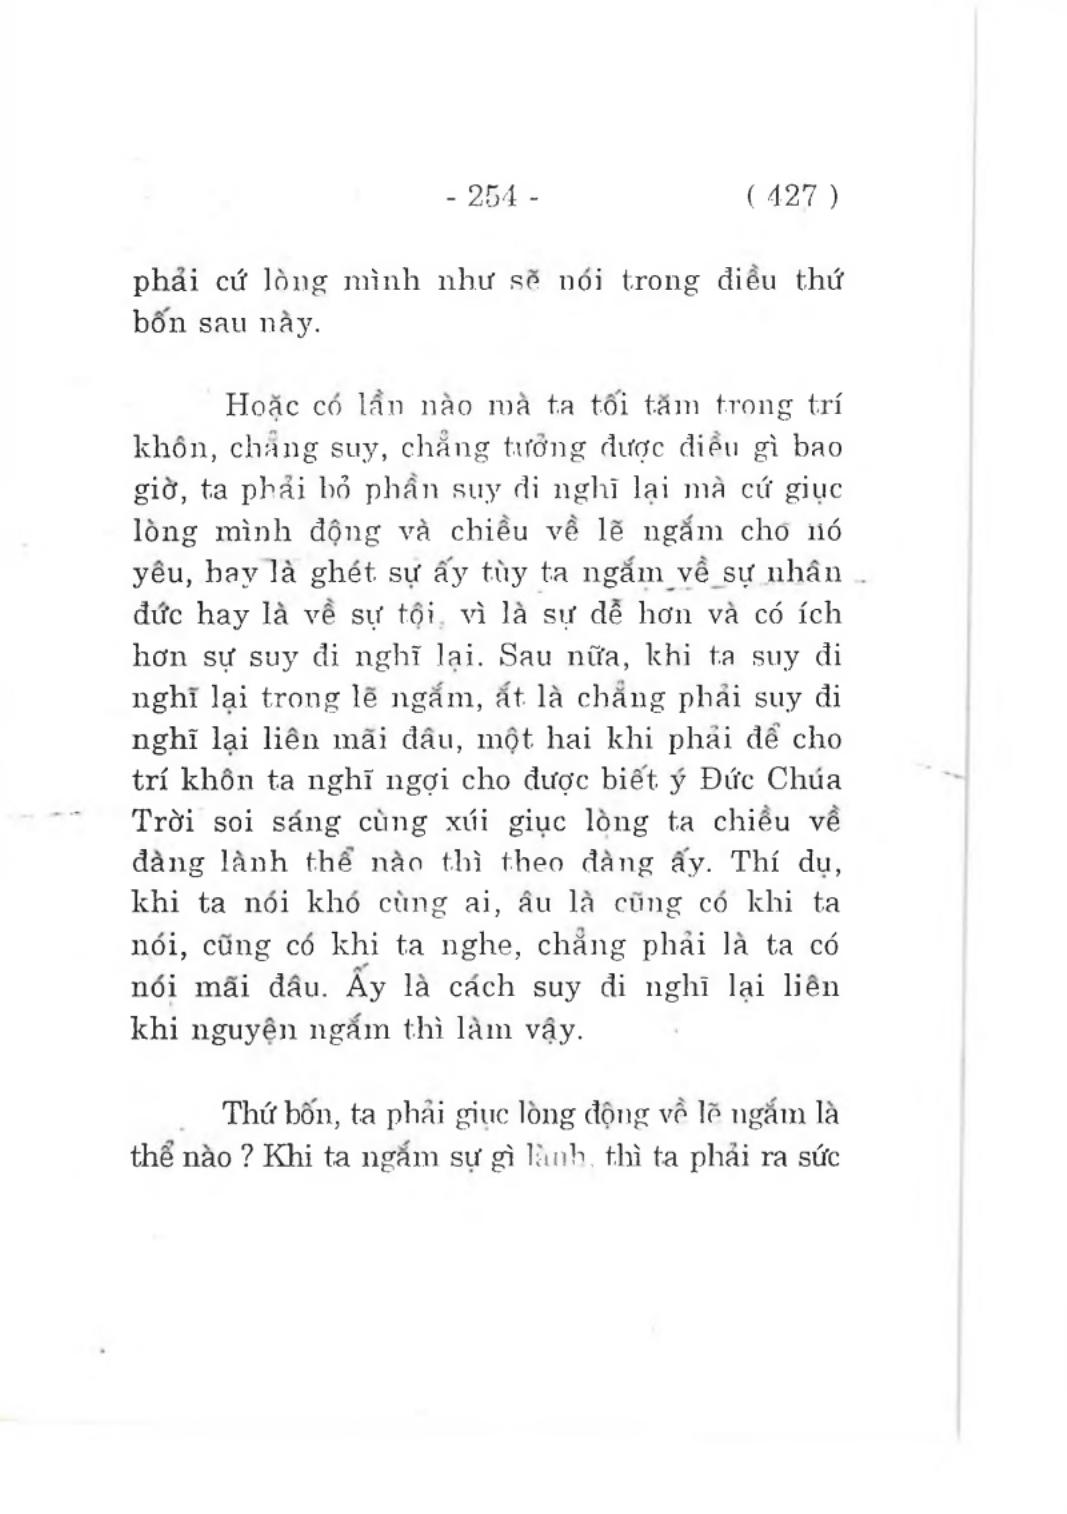 - 254 - ( 427 )
phải cứ lòng mình như sẽ nói trong điều thứ
bốn sau này.
Hoặc có lần nào mà ta tối tăm trong trí
khôn, chẳng suy, chẳng tưởng được điều gì bao
giờ, ta phải bỏ phần suy đi nghĩ lại mà cứ giục
lòng mình động và chiều về lẽ ngắm cho nó
yêu, hay là ghét sự ấy tùy ta ngắm về sự nhân
đức hay là về sự tội, vì là sự dễ hơn và có ích
hơn sự suy đi nghĩ lại. Sau nữa, khi ta suy đi
nghĩ lại trong lẽ ngắm, ắt là chẳng phải suy đi
nghĩ lại liên mãi đâu, một hai khi phải để cho
trí khôn ta nghĩ ngợi cho được biết ý Đức Chúa
Trời soi sáng cùng xúi giục lòng ta chiều về
đàng lành thể nào thì theo đàng ấy. Thí dụ,
khi ta nói khó cùng ai, âu là cũng có khi ta
nói, cũng có khi ta nghe, chẳng phải là ta có
nói mãi đâu. Ấy là cách suy đi nghĩ lại liên
khi nguyện ngắm thì làm vậy.
Thứ bốn, ta phải giục lòng động về lẽ ngắm là
thể nào ? Khi ta ngắm sự gì lành, thì ta phải ra sức